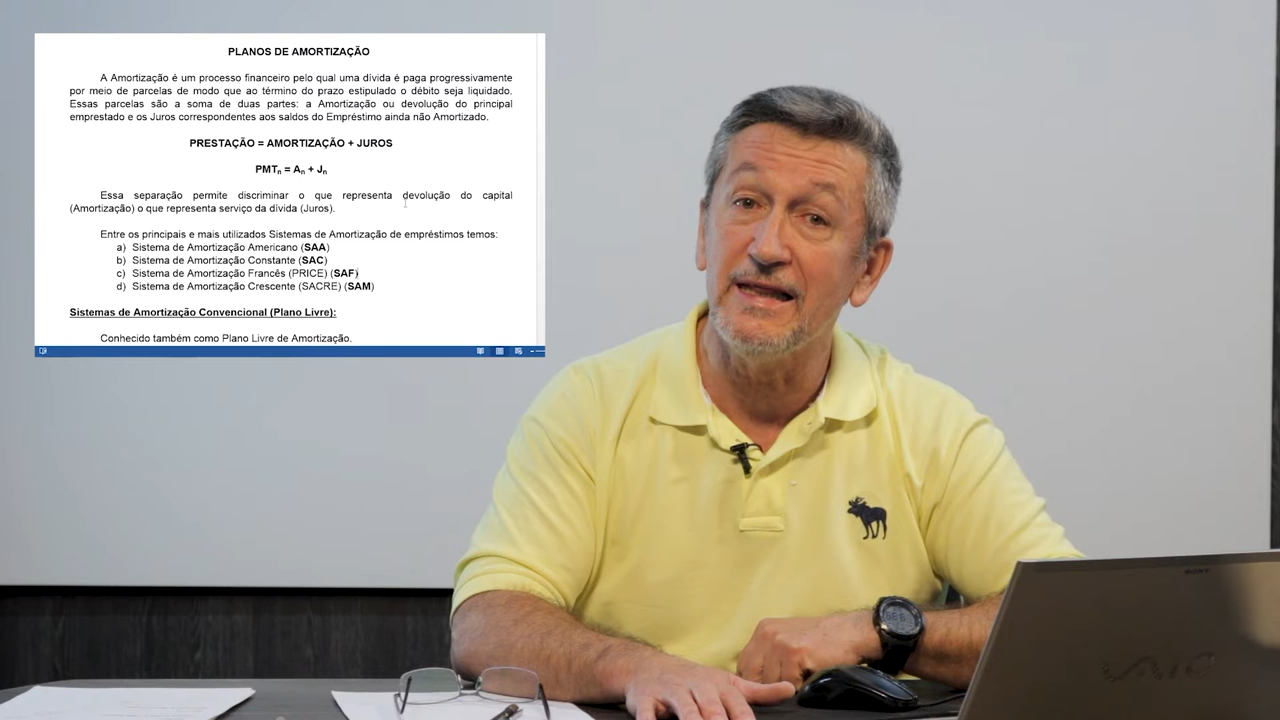 PLANOS DE AMORTIZAÇÃO
A Amortização é um processo financeiro pelo qual uma dívida é paga progressivamente
por meio de parcelas de modo que ao término do prazo estipulado o débito seja liquidado.
Essas parcelas são a soma de duas partes: a Amortização ou devolução do principal
emprestado e os Juros correspondentes aos saldos do Empréstimo ainda não Amortizado.
PRESTAÇÃO = AMORTIZAÇÃO + JUROS
PMTn = An + Jn
Essa separação permite discriminar o que representa devolução do capital
(Amortização) o que representa serviço da dívida (Juros).
Entre os principais e mais utilizados Sistemas de Amortização de empréstimos temos:
a) Sistema de Amortização Americano (SAA)
b) Sistema de Amortização Constante (SAC)
c) Sistema de Amortização Francês (PRICE) (SAF)
d) Sistema de Amortização Crescente (SACRE) (SAM)
Sistemas de Amortização Convencional (Plano Livre):
Conhecido também como Plano Livre de Amortização.
SONY
VAIO